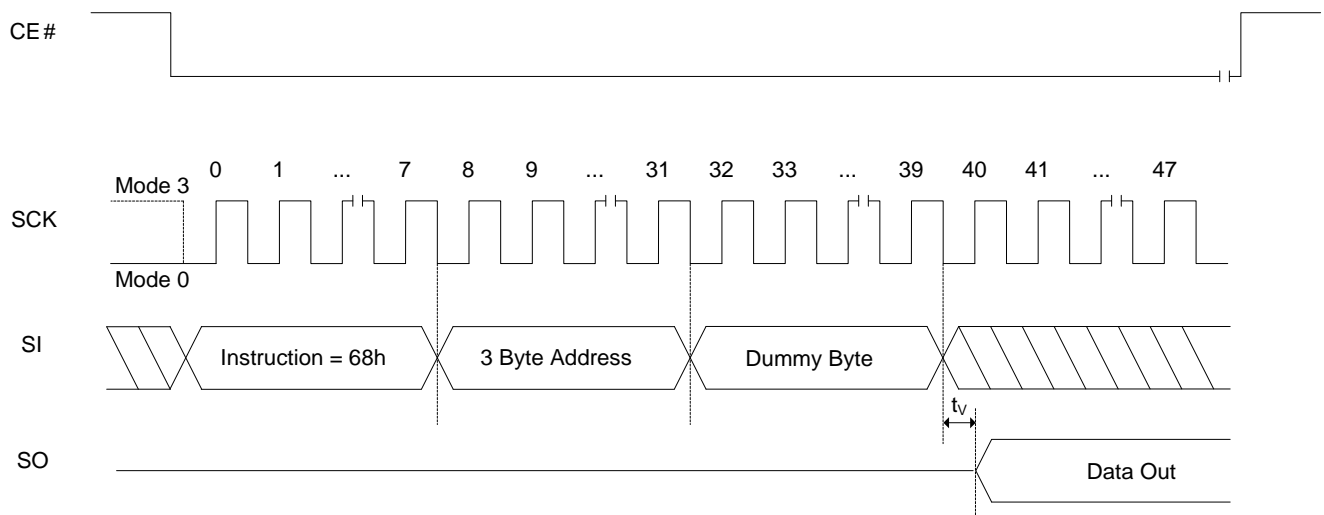 CE#
0 1 ... 7 8 9 ... 31 32 33 ... 39 40 41 ... 47
Mode 3
SCK
Mode 0
SI
Instruction = 68h
3 Byte Address
Dummy Byte
tV
SO
Data Out